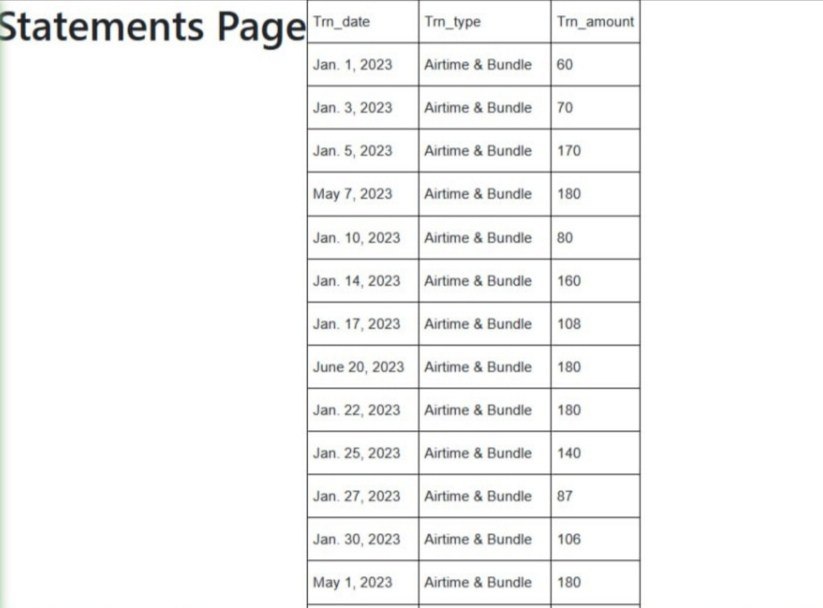 Statements Page
Trn_date Trn_type Trn_amount
Jan. 1, 2023 Airtime & Bundle 60
Jan. 3, 2023 Airtime & Bundle 70
Jan. 5, 2023 Airtime & Bundle 170
May 7, 2023 Airtime & Bundle 180
Jan. 10, 2023 Airtime & Bundle 80
Jan. 14, 2023 Airtime & Bundle 160
Jan. 17, 2023 Airtime & Bundle 108
June 20, 2023 Airtime & Bundle 180
Jan. 22, 2023 Airtime & Bundle 180
Jan. 25, 2023 Airtime & Bundle 140
Jan. 27, 2023 Airtime & Bundle 87
Jan. 30, 2023 Airtime & Bundle 106
May 1, 2023 Airtime & Bundle 180